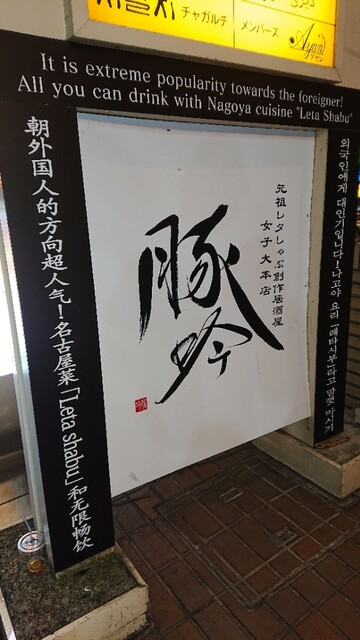 チャガルチ
メンバーズ
Ayami
It is extreme popularity towards the foreigner!
All you can drink with Nagoya cuisine "Leta Shabu"
朝外国人的方向超人气！名古屋菜「Leta shabu」和无限畅饮
元祖レタしゃぶ創作居酒屋
女子大本店
豚吟
외국인에게 대인기입니다!나고야 요리「레타시부」라고 맘껏 마시기